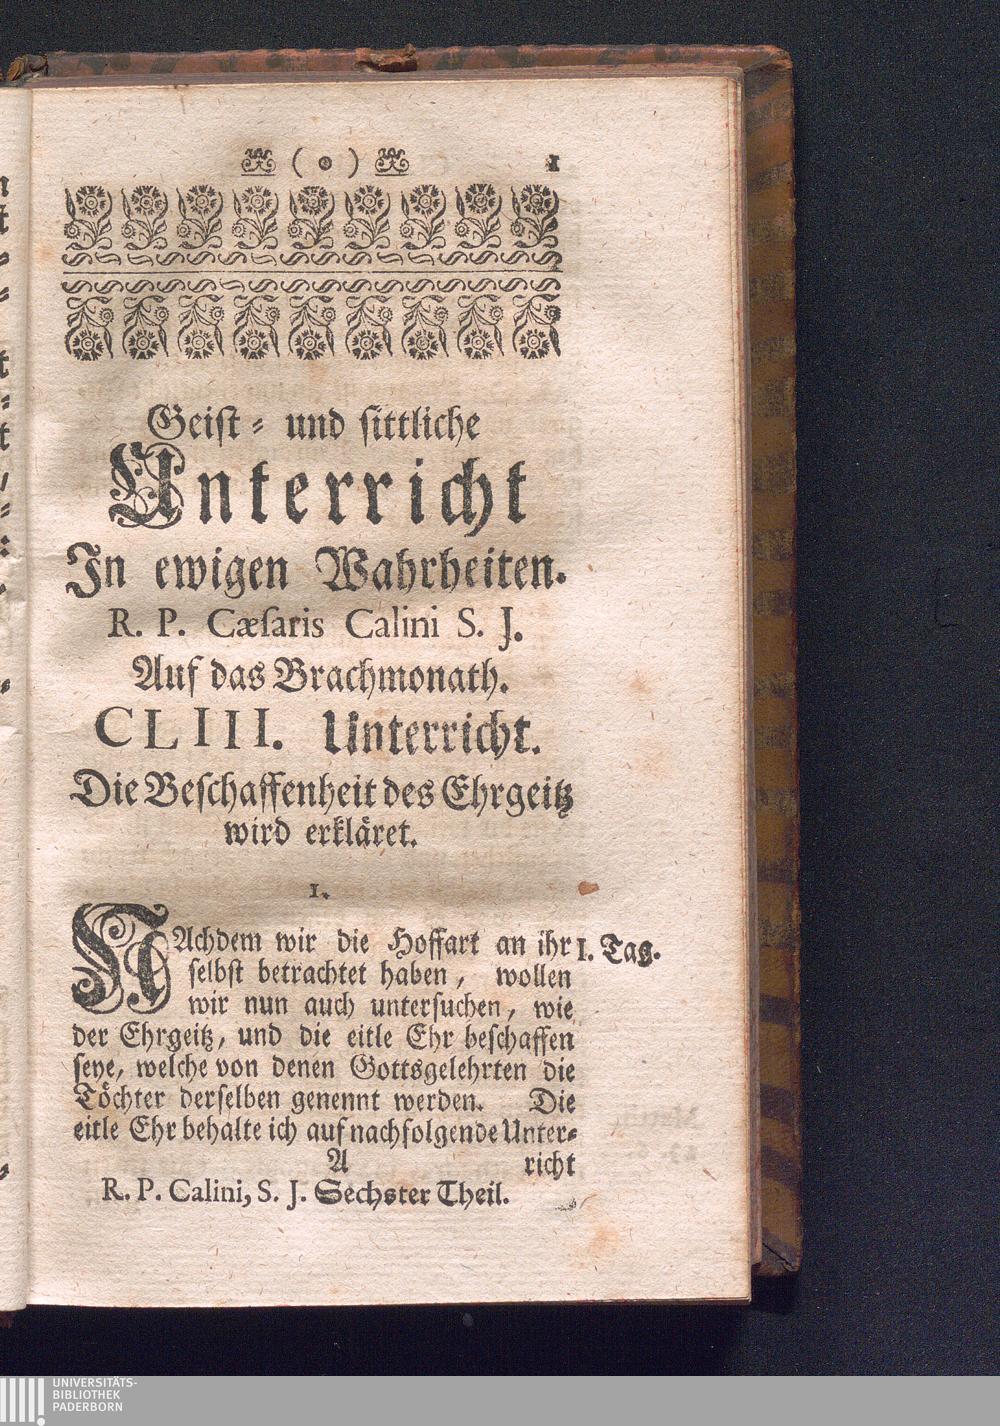 ( o ) 1
Geist- und sittliche
Unterricht
In ewigen Wahrheiten.
R. P. Cæsaris Calini S. J.
Auf das Brachmonath.
CLIII. Unterricht.
Die Beschaffenheit des Ehrgeitz
wird erkläret.
I.
NAchdem wir die Hoffart an ihr
I. Tag.
selbst betrachtet haben, wollen
wir nun auch untersuchen, wie
der Ehrgeitz, und die eitle Ehr beschaffen
seye, welche von denen Gottsgelehrten die
Töchter derselben genennt werden. Die
eitle Ehr behalte ich auf nachfolgende Unter-
A richt
R. P. Calini, S. J. Sechster Theil.
UNIVERSITÄTS-
BIBLIOTHEK
PADERBORN